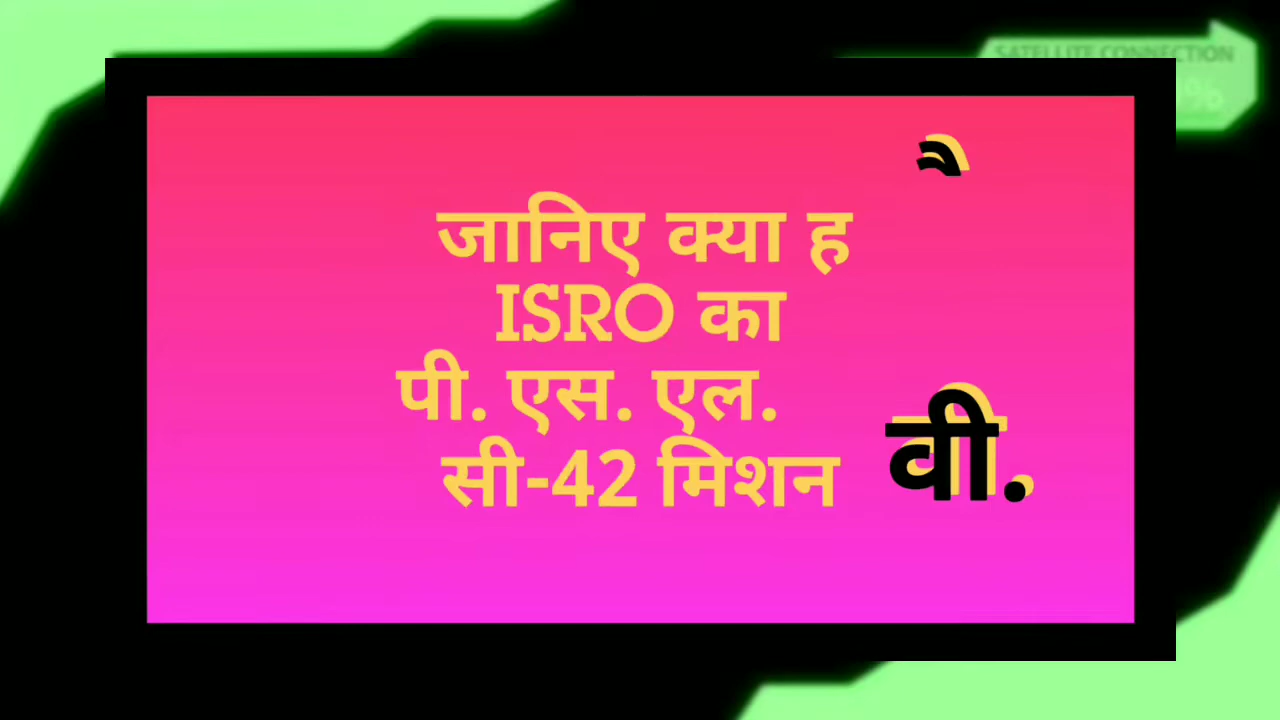 SATELLITE CONNECTION
जानिए क्या है
ISRO का
पी. एस. एल. वी.
सी-42 मिशन